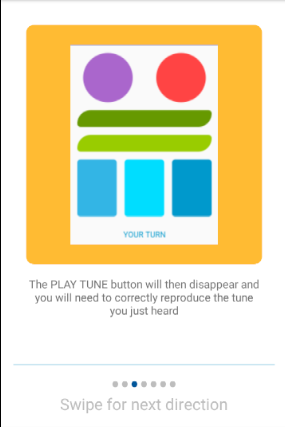 YOUR TURN
The PLAY TUNE button will then disappear and
you will need to correctly reproduce the tune
you just heard
Swipe for next direction